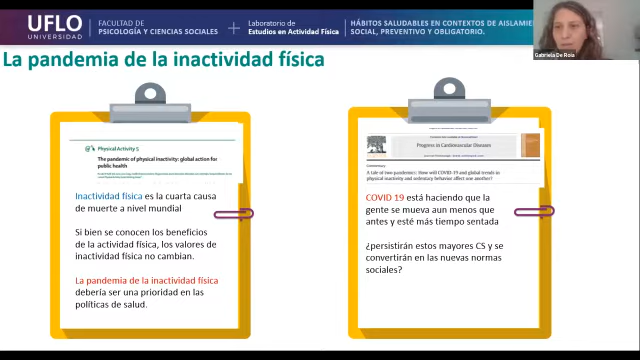 UFLO
UNIVERSIDAD
FACULTAD DE
PSICOLOGÍA Y CIENCIAS SOCIALES
Laboratorio de
Estudios en Actividad Física
HÁBITOS SALUDABLES EN CONTEXTOS DE AISLAMIE
SOCIAL, PREVENTIVO Y OBLIGATORIO.
Gabriela De Roia
La pandemia de la inactividad física
Physical Activity 5
The pandemic of physical inactivity: global action for
public health
Inactividad física es la cuarta causa
de muerte a nivel mundial
Si bien se conocen los beneficios
de la actividad física, los valores de
inactividad física no cambian.
La pandemia de la inactividad física
debería ser una prioridad en las
políticas de salud.
Progress in Cardiovascular Diseases
Commentary
A tale of two pandemics: How will COVID-19 and global trends in
physical inactivity and sedentary behavior affect one another?
COVID 19 está haciendo que la
gente se mueva aun menos que
antes y esté más tiempo sentada
¿persistirán estos mayores CS y se
convertirán en las nuevas normas
sociales?